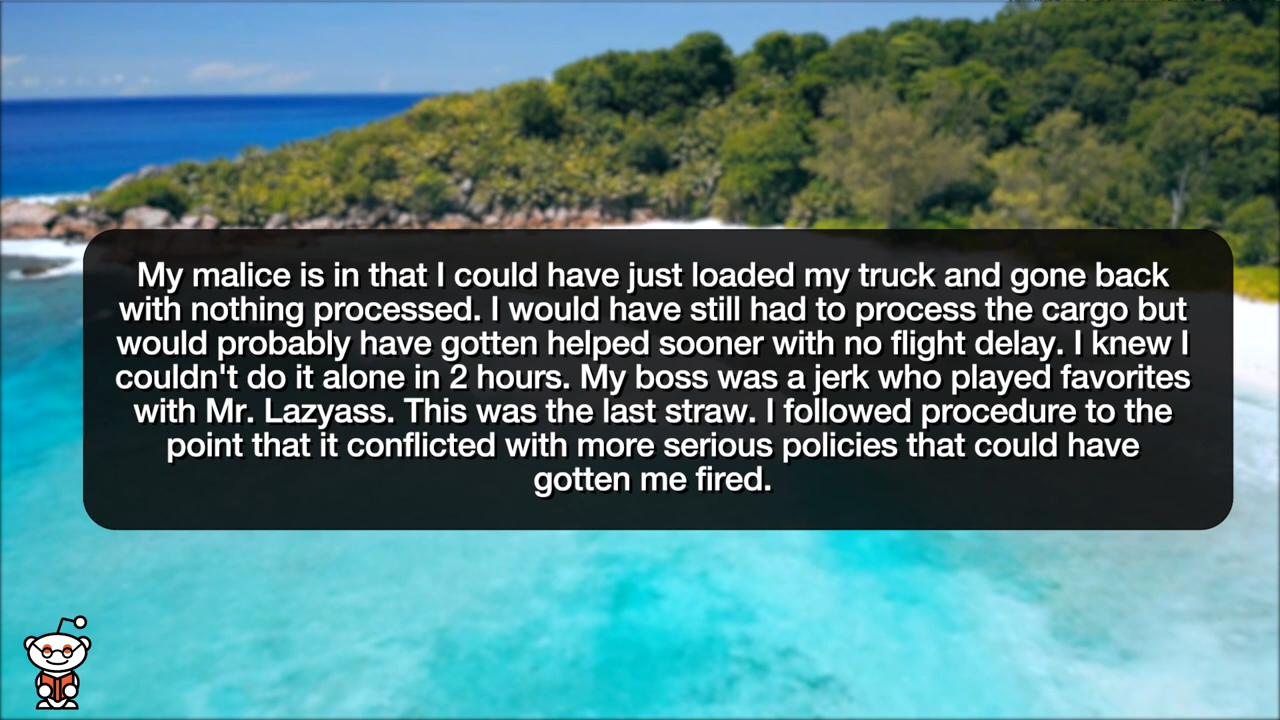 My malice is in that I could have just loaded my truck and gone back
with nothing processed. I would have still had to process the cargo but
would probably have gotten helped sooner with no flight delay. I knew I
couldn't do it alone in 2 hours. My boss was a jerk who played favorites
with Mr. Lazyass. This was the last straw. I followed procedure to the
point that it conflicted with more serious policies that could have
gotten me fired.